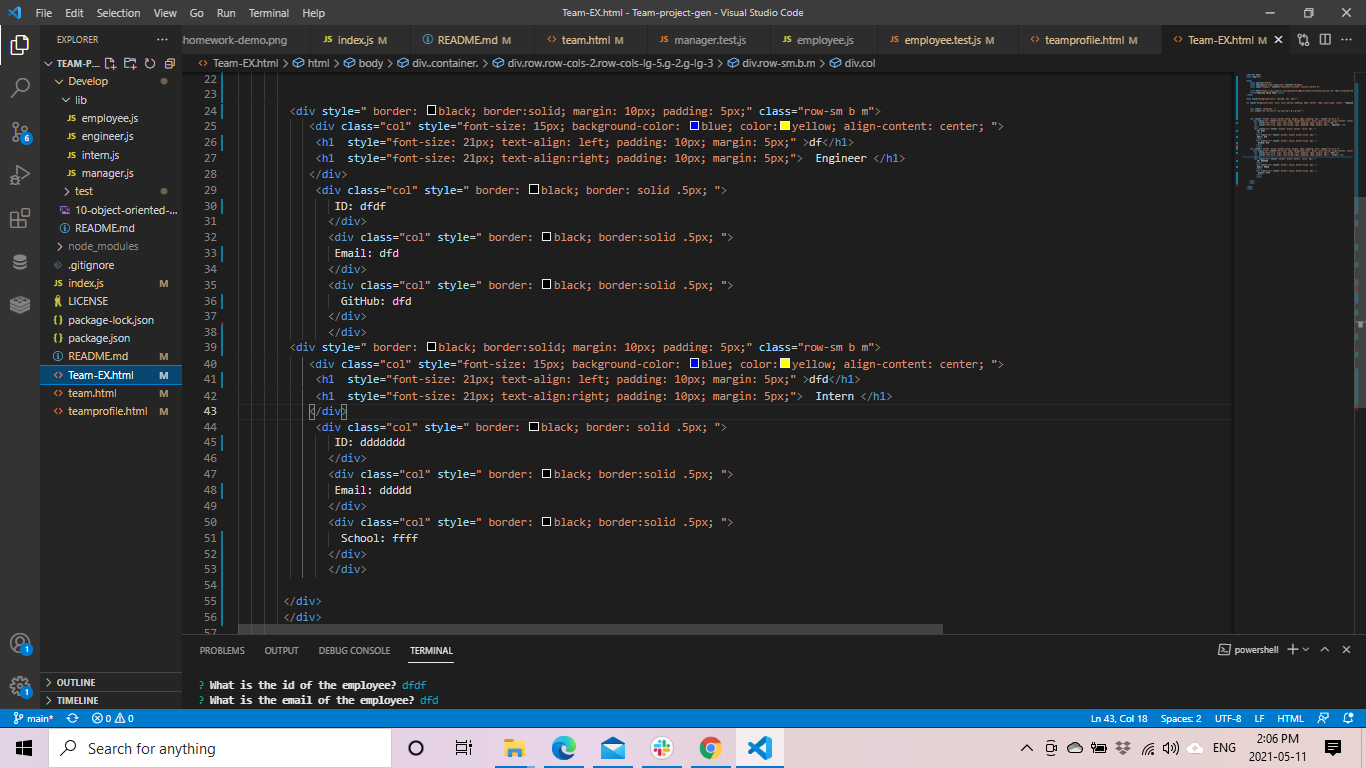 File Edit Selection View Go Run Terminal Help
Team-EX.html - Team-project-gen - Visual Studio Code
EXPLORER
homework-demo.png
JS index.js M
README.md M
<> team.html M
JS manager.test.js
JS employee.js
JS employee.test.js M
<> teamprofile.html M
<> Team-EX.html M
TEAM-P...
<> Team-EX.html > html > body > div..container. > div.row.row-cols-2.row-cols-lg-5.g-2.g-lg-3 > div.row-sm.b.m > div.col
Develop
lib
JS employee.js
JS engineer.js
JS intern.js
JS manager.js
test
10-object-oriented-...
README.md
node_modules
.gitignore
JS index.js M
LICENSE
{} package-lock.json
{} package.json
README.md M
<> Team-EX.html M
<> team.html M
<> teamprofile.html M
OUTLINE
TIMELINE
22
23
24 <div style=" border: black; border:solid; margin: 10px; padding: 5px;" class="row-sm b m">
25 <div class="col" style="font-size: 15px; background-color: blue; color:yellow; align-content: center; ">
26 <h1  style="font-size: 21px; text-align: left; padding: 10px; margin: 5px;" >df</h1>
27 <h1  style="font-size: 21px; text-align:right; padding: 10px; margin: 5px;">  Engineer </h1>
28 </div>
29 <div class="col" style=" border: black; border: solid .5px; ">
30 ID: dfdf
31 </div>
32 <div class="col" style=" border: black; border:solid .5px; ">
33 Email: dfd
34 </div>
35 <div class="col" style=" border: black; border:solid .5px; ">
36 GitHub: dfd
37 </div>
38 </div>
39 <div style=" border: black; border:solid; margin: 10px; padding: 5px;" class="row-sm b m">
40 <div class="col" style="font-size: 15px; background-color: blue; color:yellow; align-content: center; ">
41 <h1  style="font-size: 21px; text-align: left; padding: 10px; margin: 5px;" >dfd</h1>
42 <h1  style="font-size: 21px; text-align:right; padding: 10px; margin: 5px;">  Intern </h1>
43 </div>
44 <div class="col" style=" border: black; border: solid .5px; ">
45 ID: ddddddd
46 </div>
47 <div class="col" style=" border: black; border:solid .5px; ">
48 Email: ddddd
49 </div>
50 <div class="col" style=" border: black; border:solid .5px; ">
51 School: ffff
52 </div>
53 </div>
54
55 </div>
56 </div>
57
PROBLEMS OUTPUT DEBUG CONSOLE TERMINAL
powershell
? What is the id of the employee? dfdf
? What is the email of the employee? dfd
6
1
1
main* 0 0
Ln 43, Col 18 Spaces: 2 UTF-8 LF HTML
Search for anything
ENG
2:06 PM
2021-05-11